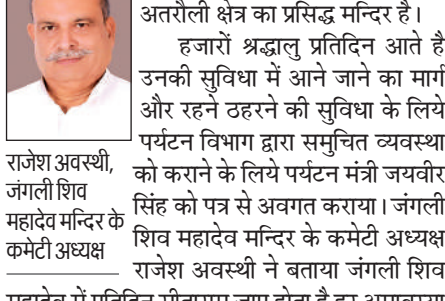 अतरौली क्षेत्र का प्रसिद्ध मन्दिर है।
हजारों श्रद्धालु प्रतिदिन आते है
उनकी सुविधा में आने जाने का मार्ग
और रहने ठहरने की सुविधा के लिये
पर्यटन विभाग द्वारा समुचित व्यवस्था
को कराने के लिये पर्यटन मंत्री जयवीर
सिंह को पत्र से अवगत कराया। जंगली
शिव महादेव मन्दिर के कमेटी अध्यक्ष
राजेश अवस्थी ने बताया जंगली शिव
राजेश अवस्थी,
जंगली शिव
महादेव मन्दिर के
कमेटी अध्यक्ष